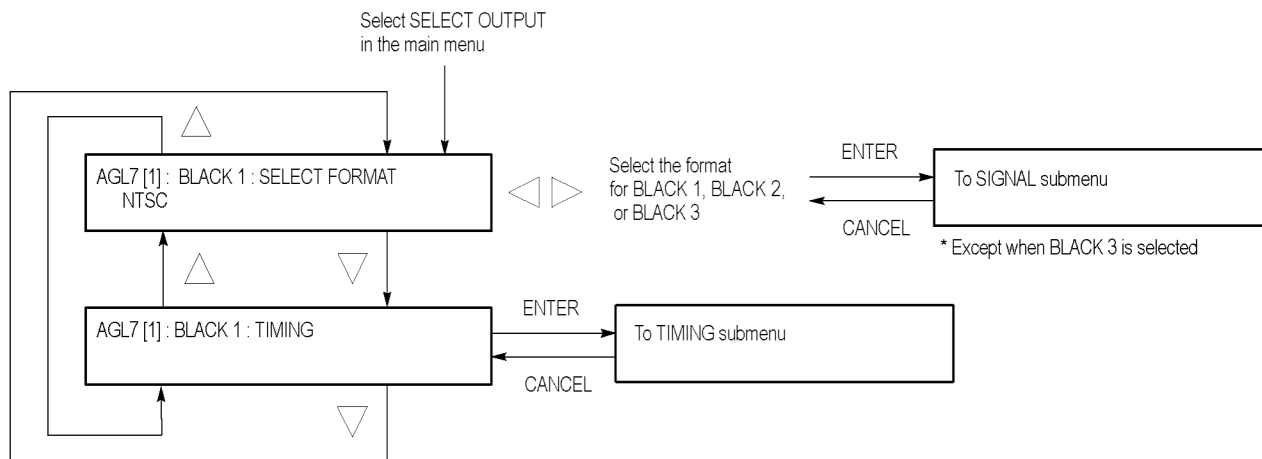 Select SELECT OUTPUT
in the main menu
AGL7 [1] : BLACK 1 : SELECT FORMAT
NTSC
Select the format
for BLACK 1, BLACK 2,
or BLACK 3
ENTER
CANCEL
To SIGNAL submenu
* Except when BLACK 3 is selected
AGL7 [1] : BLACK 1 : TIMING
ENTER
CANCEL
To TIMING submenu